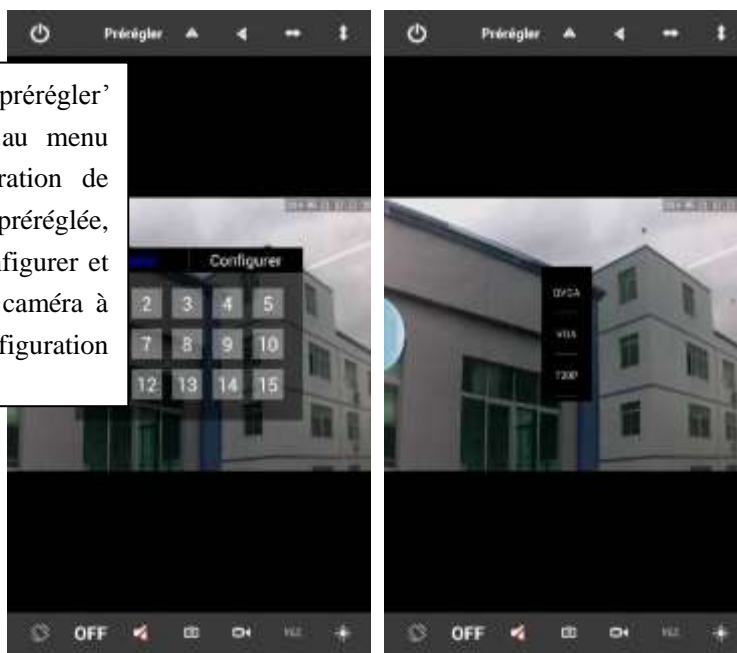 Prérégler
Prérégler
prérégler’
au menu
ration de
préréglée,
nfigurer et
caméra à
figuration
Configurer
2 3 4 5
7 8 9 10
12 13 14 15
QVGA
VGA
720P
OFF
OFF